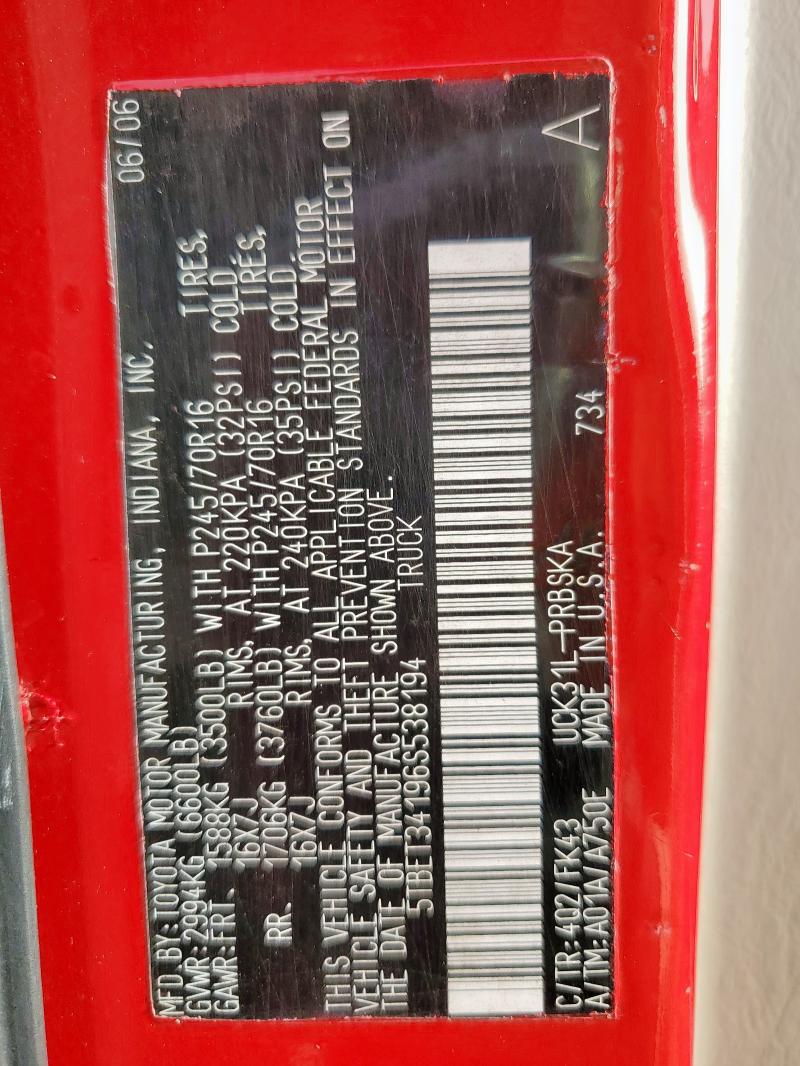 MFD. BY: TOYOTA MOTOR MANUFACTURING, INDIANA, INC. 06/06
GVWR: 2994KG (6600LB)
GAWR: FRT. 1588KG (3500LB) WITH P245/70R16 TIRES,
16X7J RIMS, AT 220KPA (32PSI) COLD
RR. 1706KG (3760LB) WITH P245/70R16 TIRES,
16X7J RIMS, AT 240KPA (35PSI) COLD.
THIS VEHICLE CONFORMS TO ALL APPLICABLE FEDERAL MOTOR
VEHICLE SAFETY AND THEFT PREVENTION STANDARDS IN EFFECT ON
THE DATE OF MANUFACTURE SHOWN ABOVE.
5TBET34196S538194 TRUCK
C/TR: 402/FK43 UCK31L-PRBSKA
A/TM: A01A/A750E MADE IN U.S.A. 734
A